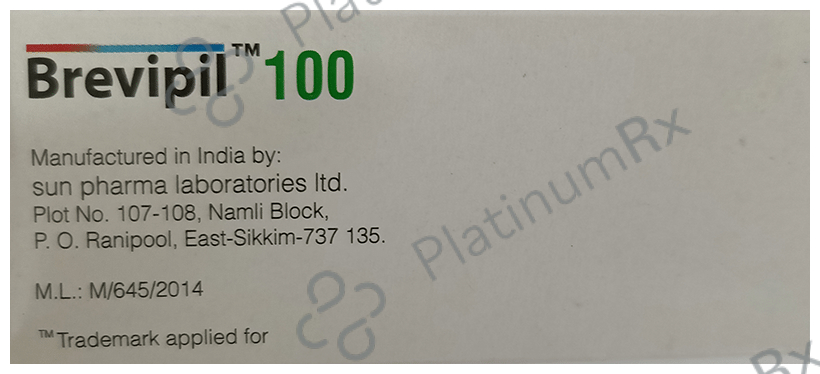 Brevipil™ 100
Manufactured in India by:
sun pharma laboratories ltd.
Plot No. 107-108, Namli Block,
P. O. Ranipool, East-Sikkim-737 135.
M.L.: M/645/2014
™Trademark applied for
PlatinumRx